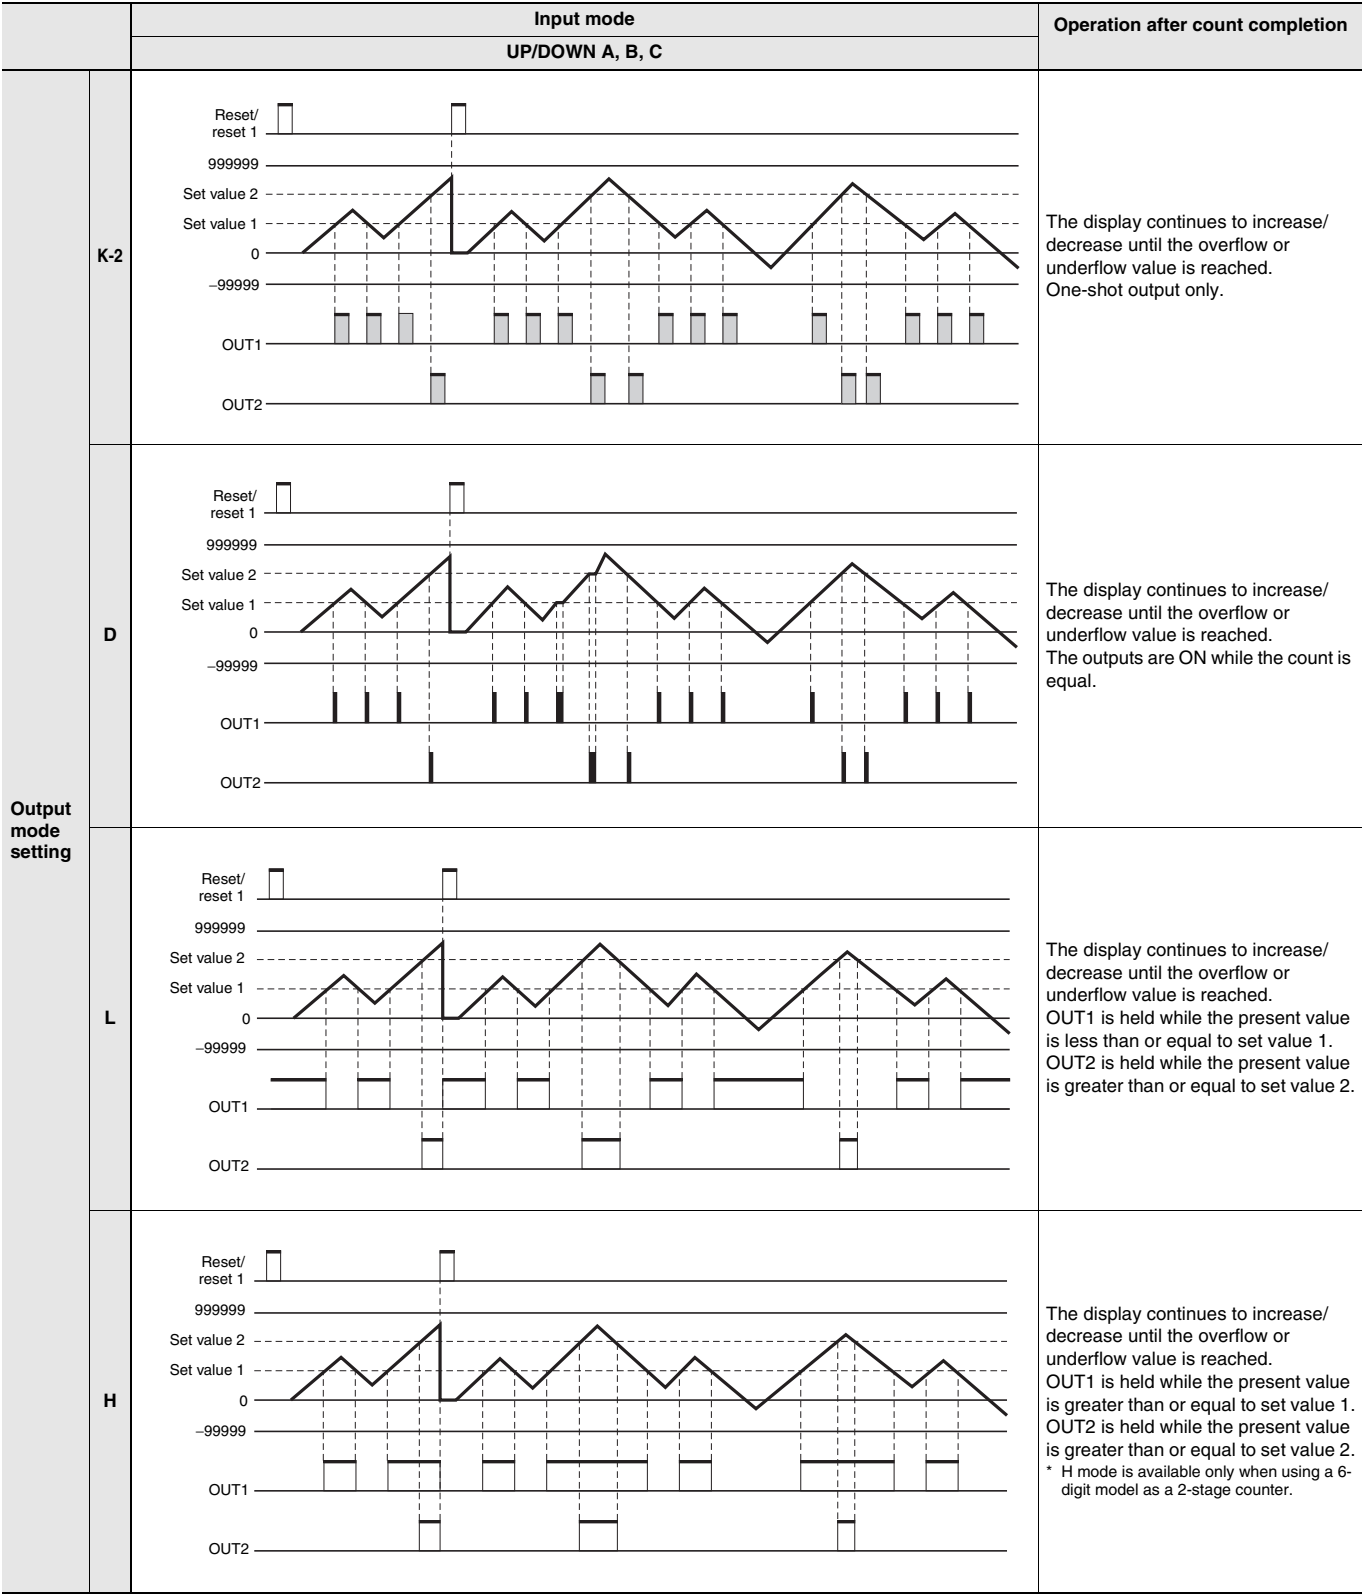 Input mode
Operation after count completion
UP/DOWN A, B, C
Output
mode
setting
K-2
Reset/
reset 1
999999
Set value 2
Set value 1
0
−99999
OUT1
OUT2
The display continues to increase/
decrease until the overflow or
underflow value is reached.
One-shot output only.
D
Reset/
reset 1
999999
Set value 2
Set value 1
0
−99999
OUT1
OUT2
The display continues to increase/
decrease until the overflow or
underflow value is reached.
The outputs are ON while the count is
equal.
L
Reset/
reset 1
999999
Set value 2
Set value 1
0
−99999
OUT1
OUT2
The display continues to increase/
decrease until the overflow or
underflow value is reached.
OUT1 is held while the present value
is less than or equal to set value 1.
OUT2 is held while the present value
is greater than or equal to set value 2.
H
Reset/
reset 1
999999
Set value 2
Set value 1
0
−99999
OUT1
OUT2
The display continues to increase/
decrease until the overflow or
underflow value is reached.
OUT1 is held while the present value
is greater than or equal to set value 1.
OUT2 is held while the present value
is greater than or equal to set value 2.
* H mode is available only when using a 6-
digit model as a 2-stage counter.